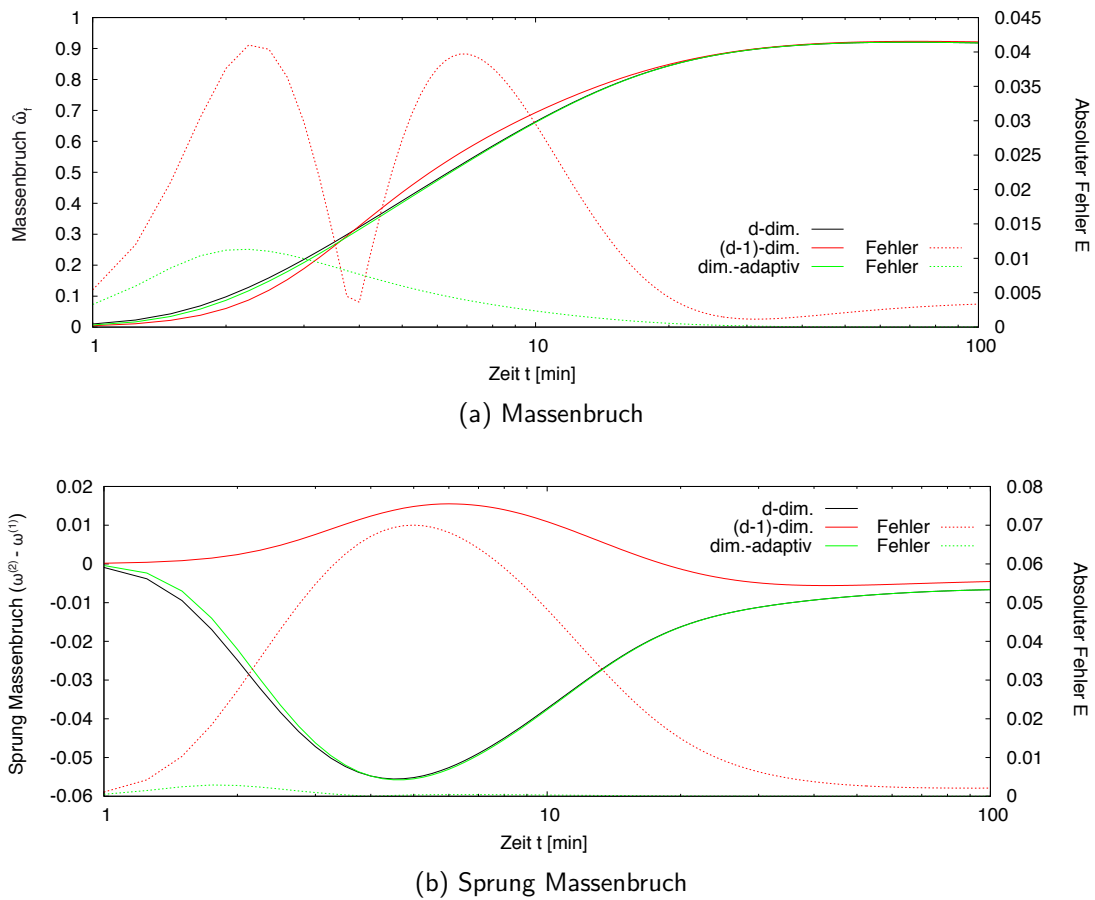 1
0.9
0.8
0.7
0.6
0.5
0.4
0.3
0.2
0.1
0
Massenbruch ω̂f
0.045
0.04
0.035
0.03
0.025
0.02
0.015
0.01
0.005
0
Absoluter Fehler E
d-dim.
(d-1)-dim. Fehler
dim.-adaptiv Fehler
1 10 100
Zeit t [min]
(a) Massenbruch
0.02
0.01
0
-0.01
-0.02
-0.03
-0.04
-0.05
-0.06
Sprung Massenbruch (ω(2) - ω(1))
0.08
0.07
0.06
0.05
0.04
0.03
0.02
0.01
0
Absoluter Fehler E
d-dim.
(d-1)-dim. Fehler
dim.-adaptiv Fehler
1 10 100
Zeit t [min]
(b) Sprung Massenbruch